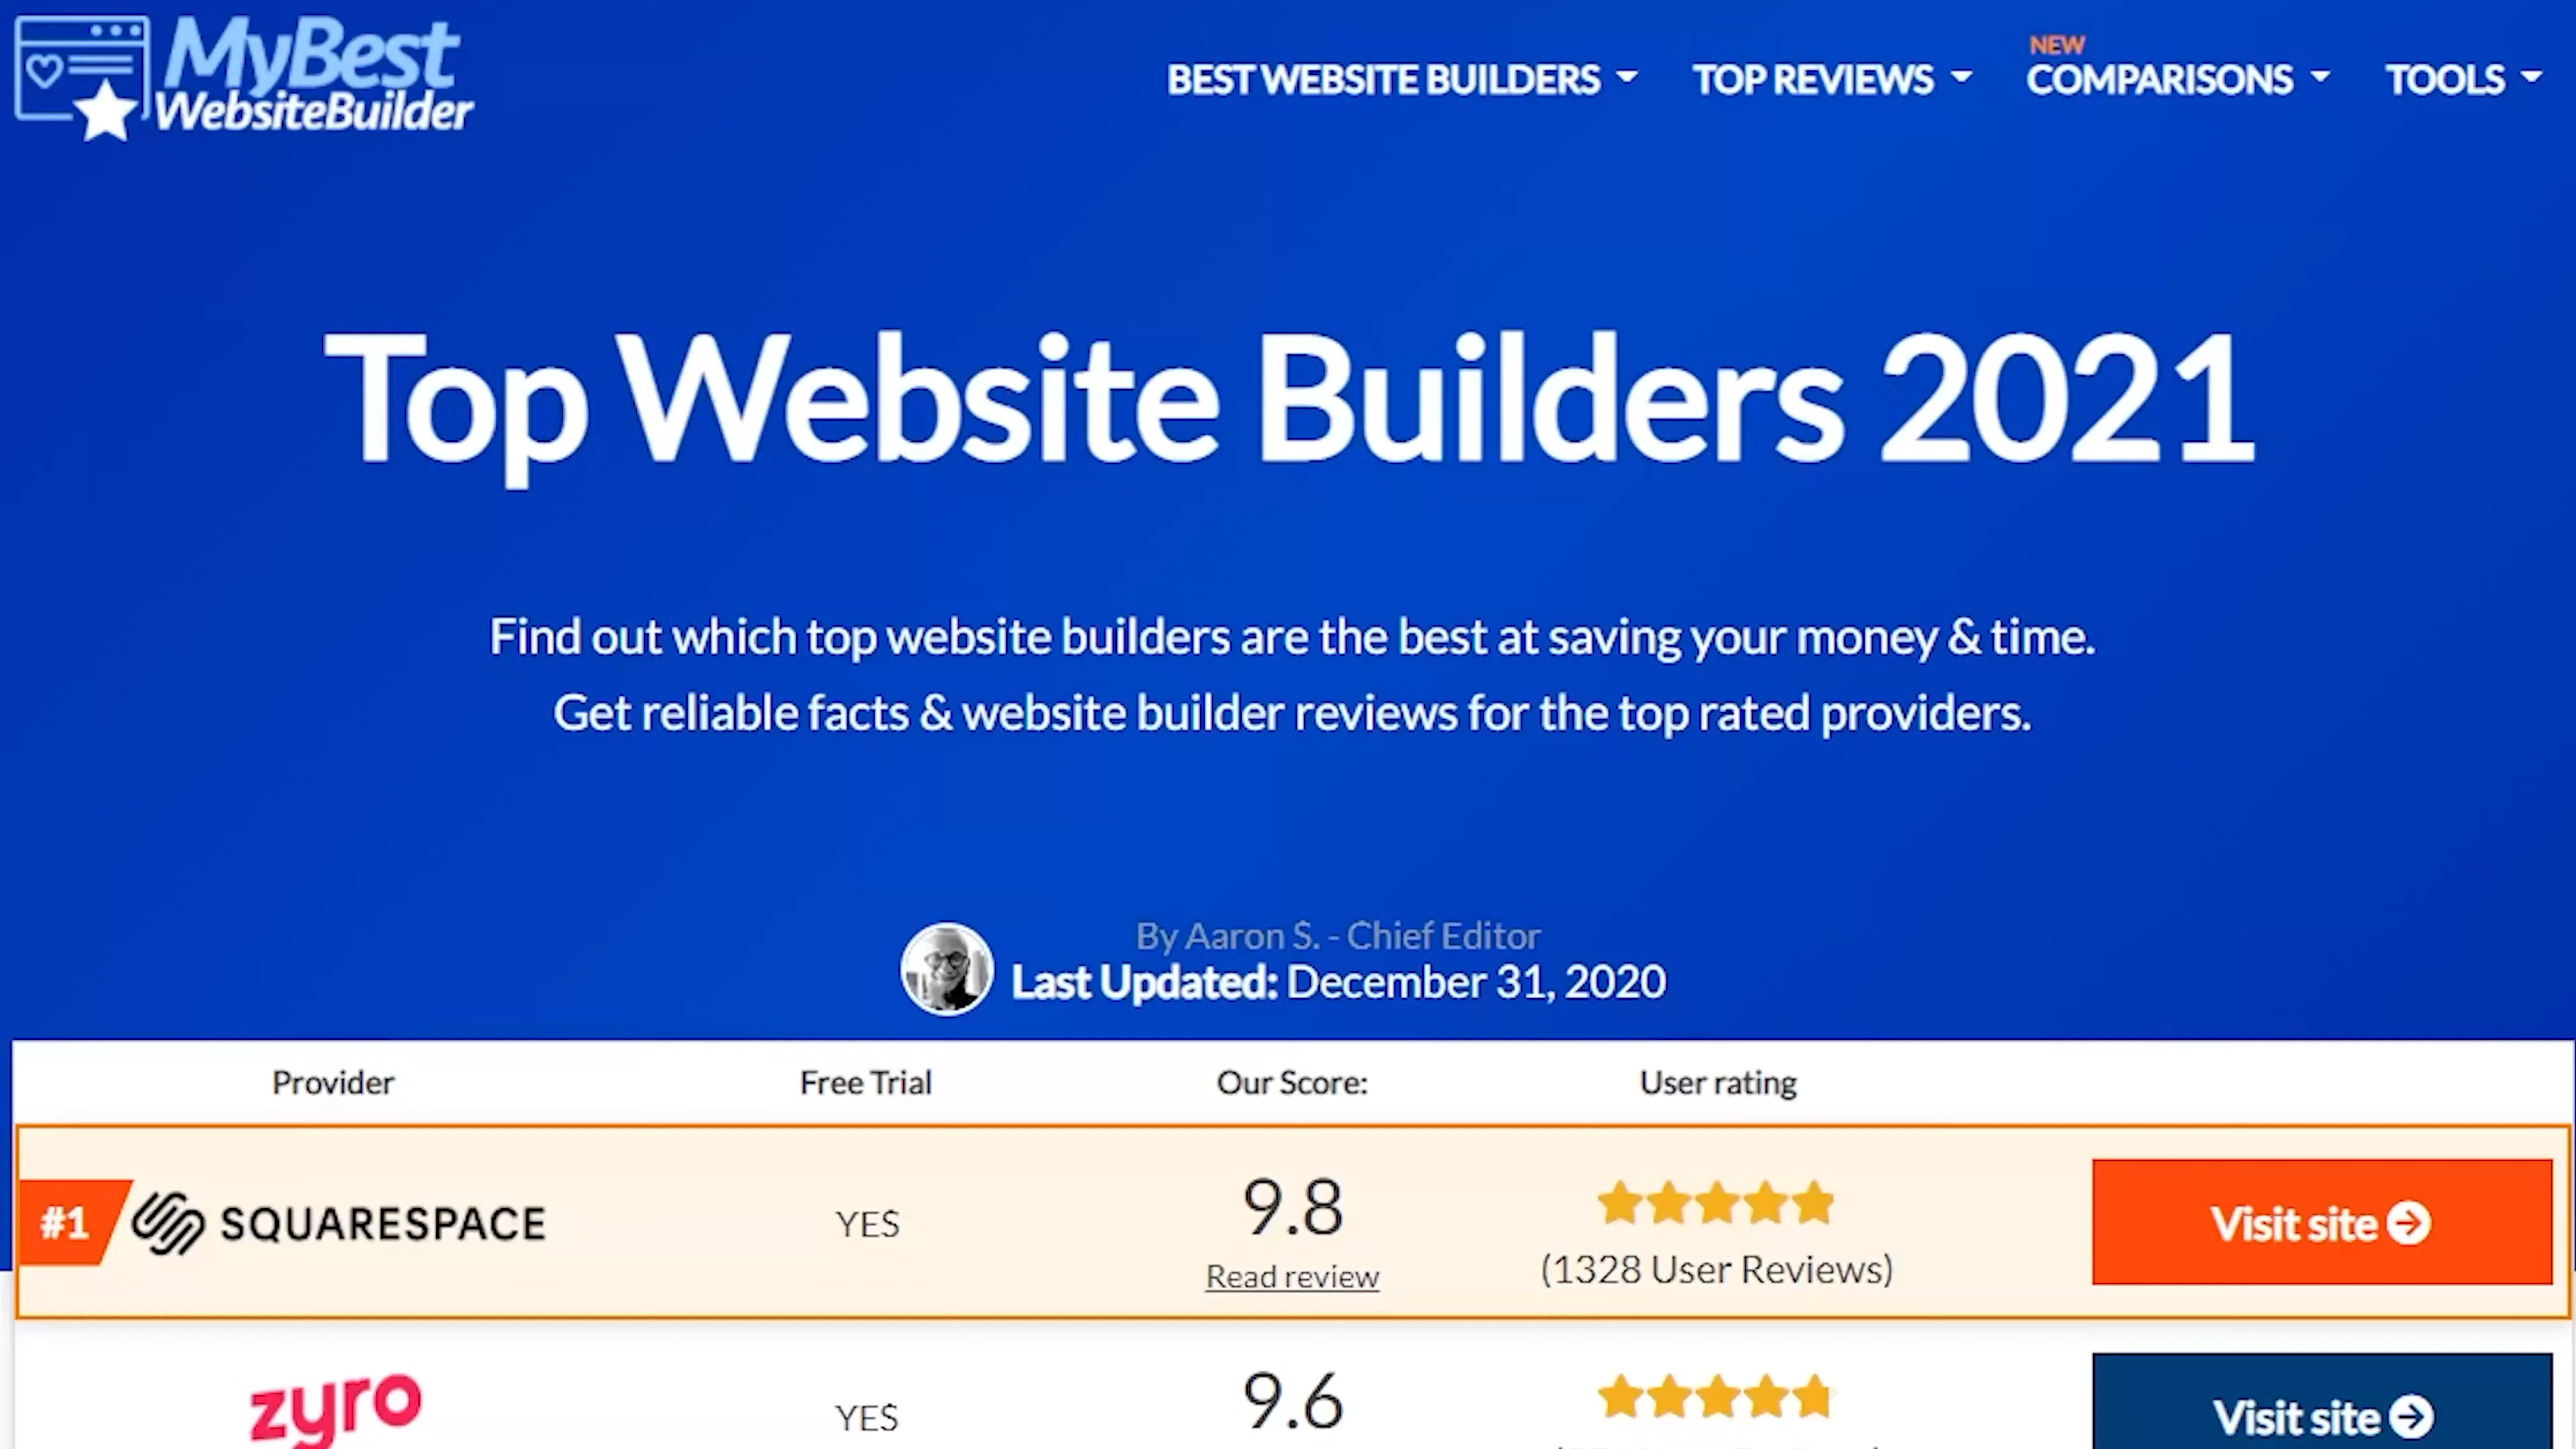 MyBest
WebsiteBuilder
BEST WEBSITE BUILDERS
TOP REVIEWS
NEW
COMPARISONS
TOOLS
Top Website Builders 2021
Find out which top website builders are the best at saving your money & time.
Get reliable facts & website builder reviews for the top rated providers.
By Aaron S. - Chief Editor
Last Updated: December 31, 2020
Provider Free Trial Our Score: User rating
#1 SQUARESPACE YES 9.8 Visit site
Read review (1328 User Reviews)
zyro YES 9.6 Visit site